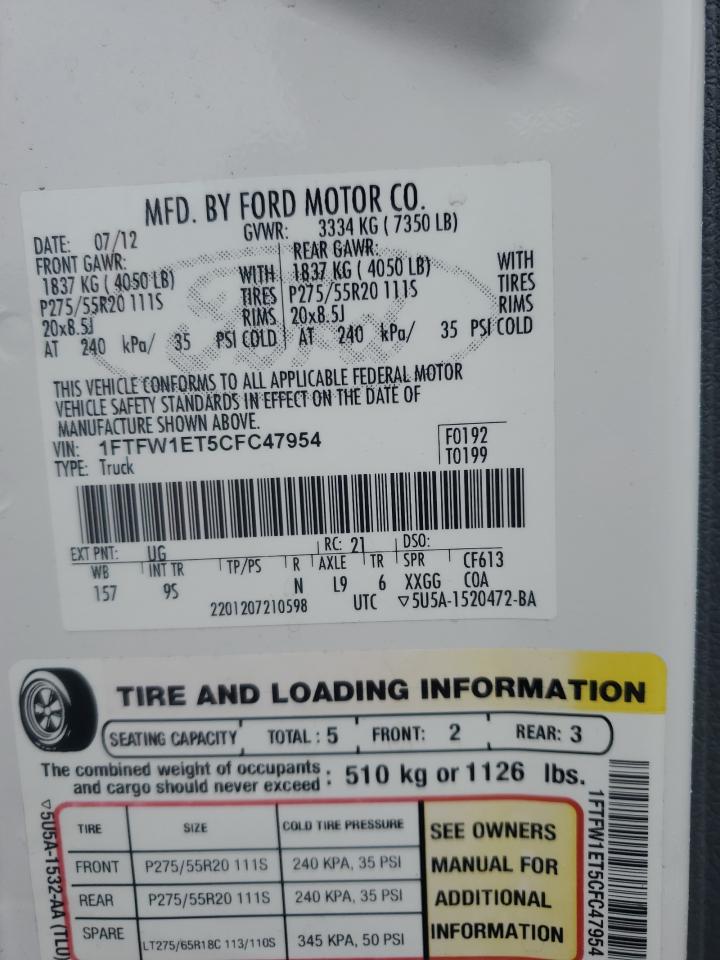 MFD. BY FORD MOTOR CO.
DATE: 07/12 GVWR: 3334 KG ( 7350 LB)
FRONT GAWR: REAR GAWR:
1837 KG ( 4050 LB) WITH 1837 KG ( 4050 LB) WITH
P275/55R20 111S TIRES P275/55R20 111S TIRES
20x8.5J RIMS 20x8.5J RIMS
AT 240 kPa/ 35 PSI COLD AT 240 kPa/ 35 PSI COLD
Ford
THIS VEHICLE CONFORMS TO ALL APPLICABLE FEDERAL MOTOR
VEHICLE SAFETY STANDARDS IN EFFECT ON THE DATE OF
MANUFACTURE SHOWN ABOVE.
VIN: 1FTFW1ET5CFC47954 F0192
TYPE: Truck T0199
EXT PNT: UG RC: 21 DSO:
WB INT TR TP/PS R AXLE TR SPR CF613
157 9S N L9 6 XXGG COA
2201207210598 UTC ▽5U5A-1520472-BA
TIRE AND LOADING INFORMATION
SEATING CAPACITY TOTAL : 5 FRONT: 2 REAR: 3
The combined weight of occupants
and cargo should never exceed : 510 kg or 1126 lbs.
TIRE SIZE COLD TIRE PRESSURE
FRONT P275/55R20 111S 240 KPA, 35 PSI
REAR P275/55R20 111S 240 KPA, 35 PSI
SPARE LT275/65R18C 113/110S 345 KPA, 50 PSI
SEE OWNERS
MANUAL FOR
ADDITIONAL
INFORMATION
▽5U5A-1532-AA (TLU)
1FTFW1ET5CFC47954